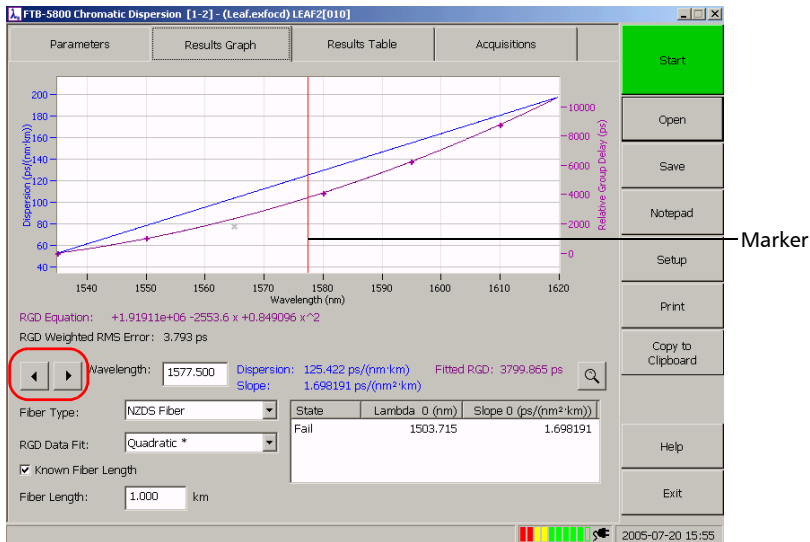 FTB-5800 Chromatic Dispersion [1-2] - (Leaf.exfocd) LEAF2[010]
Parameters Results Graph Results Table Acquisitions
Start
Open
Save
Notepad
Setup
Print
Copy to
Clipboard
Help
Exit
Dispersion (ps/(nm·km))
200
180
160
140
120
100
80
60
40
10000
8000
6000
4000
2000
0
Relative Group Delay (ps)
1540 1550 1560 1570 1580 1590 1600 1610 1620
Wavelength (nm)
Marker
RGD Equation: +1.91911e+06 -2553.6 x +0.849096 x^2
RGD Weighted RMS Error: 3.793 ps
Wavelength: 1577.500 Dispersion: 125.422 ps/(nm·km) Fitted RGD: 3799.865 ps
Slope: 1.698191 ps/(nm²·km)
Fiber Type: NZDS Fiber
RGD Data Fit: Quadratic *
Known Fiber Length
Fiber Length: 1.000 km
State Lambda 0 (nm) Slope 0 (ps/(nm²·km))
Fail 1503.715 1.698191
2005-07-20 15:55